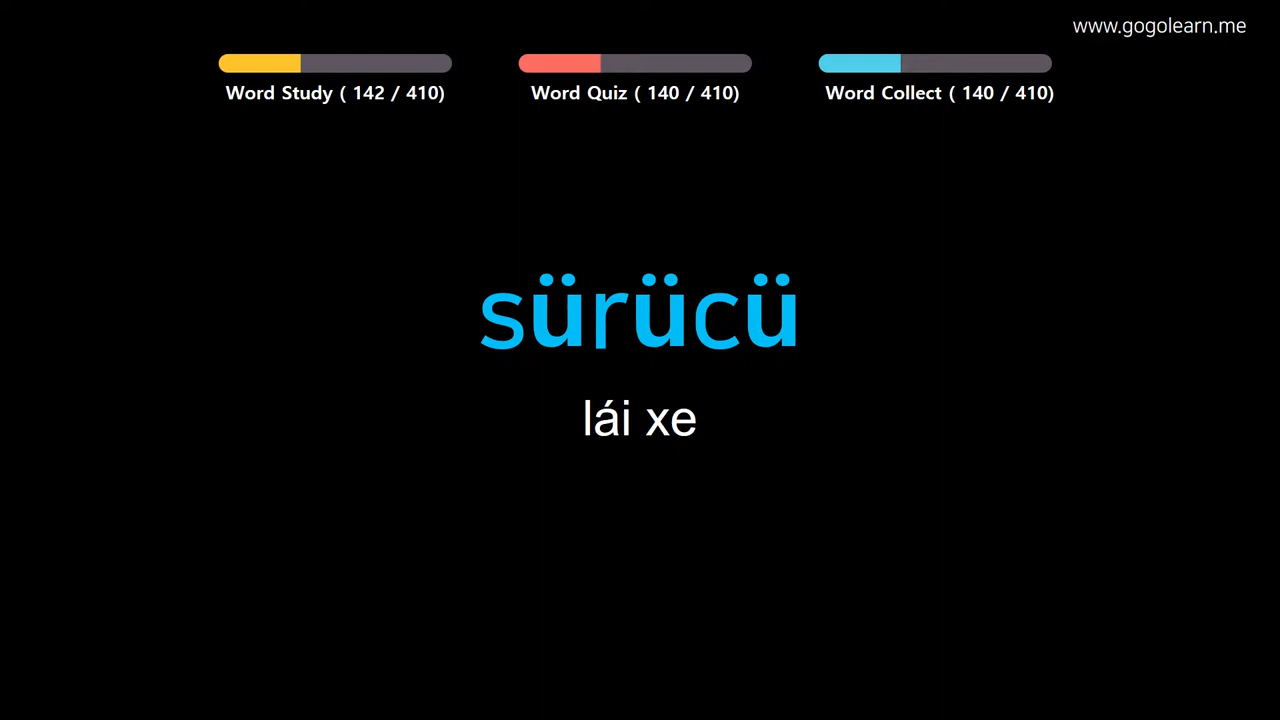 www.gogolearn.me
Word Study ( 142 / 410)
Word Quiz ( 140 / 410)
Word Collect ( 140 / 410)
sürücü
lái xe